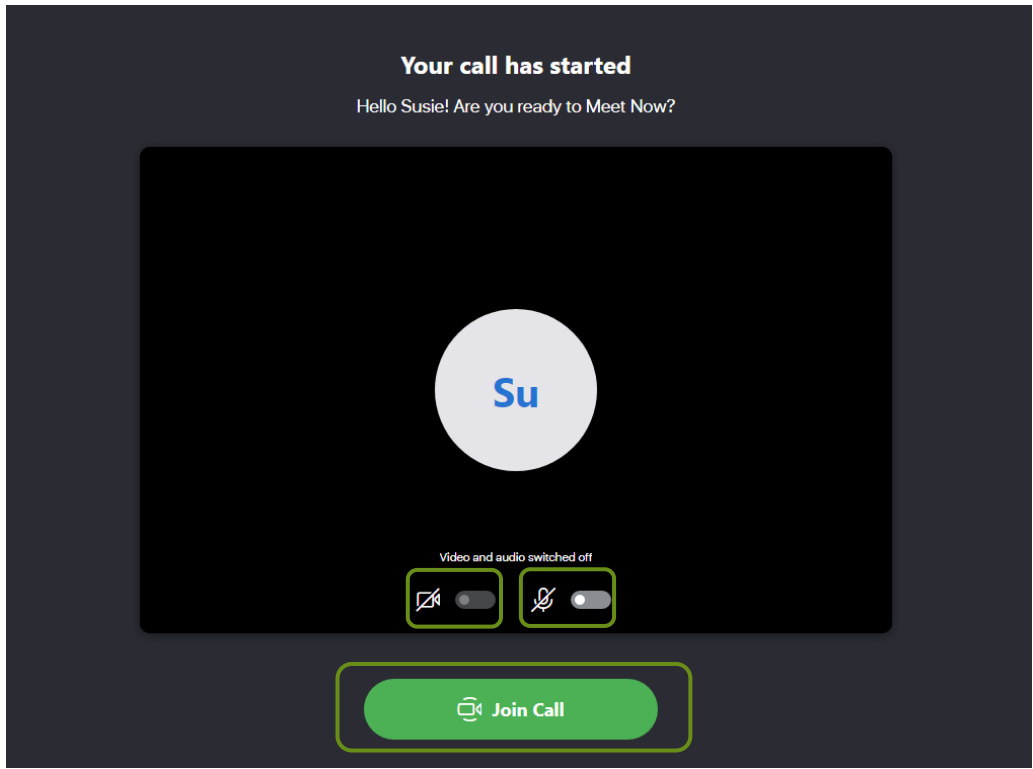 Your call has started
Hello Susie! Are you ready to Meet Now?
Su
Video and audio switched off
Join Call